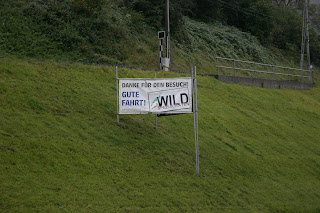 DANKE FÜR DEN BESUCH!
GUTE
FAHRT!
WILD